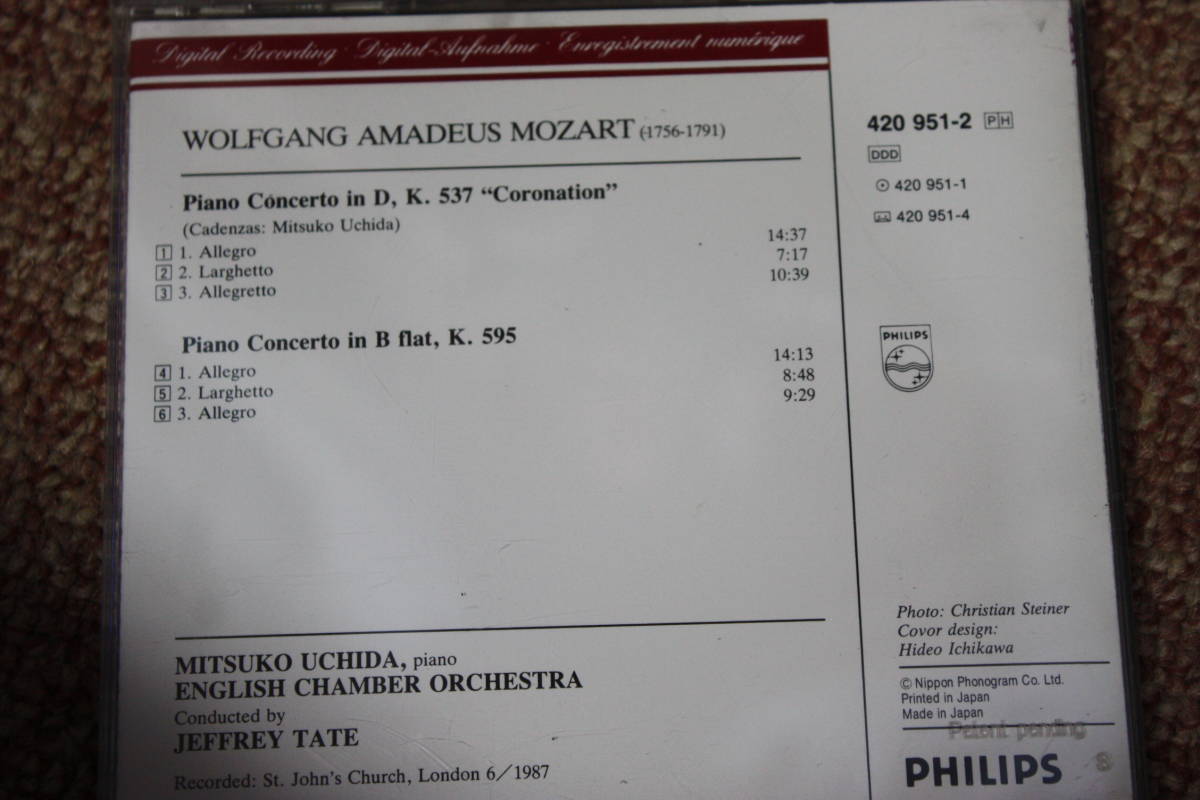 Digital Recording · Digital-Aufnahme · Enregistrement numérique
WOLFGANG AMADEUS MOZART (1756-1791)
Piano Concerto in D, K. 537 “Coronation”
(Cadenzas: Mitsuko Uchida)
1 1. Allegro 14:37
2 2. Larghetto 7:17
3 3. Allegretto 10:39
Piano Concerto in B flat, K. 595
4 1. Allegro 14:13
5 2. Larghetto 8:48
6 3. Allegro 9:29
MITSUKO UCHIDA, piano
ENGLISH CHAMBER ORCHESTRA
Conducted by
JEFFREY TATE
Recorded: St. John's Church, London 6/1987
420 951-2 PH
DDD
420 951-1
420 951-4
PHILIPS
Photo: Christian Steiner
Covor design:
Hideo Ichikawa
© Nippon Phonogram Co. Ltd.
Printed in Japan
Made in Japan
Patent pending
PHILIPS 8